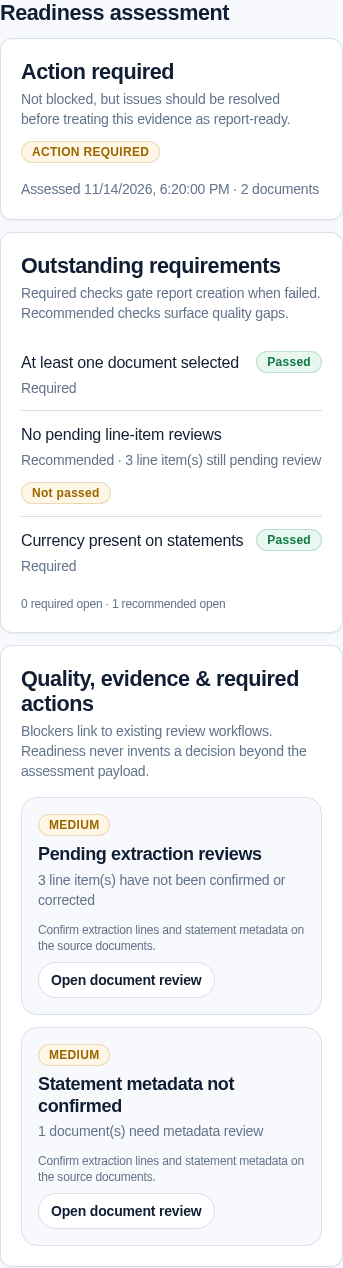 Readiness assessment
Action required
Not blocked, but issues should be resolved
before treating this evidence as report-ready.
ACTION REQUIRED
Assessed 11/14/2026, 6:20:00 PM · 2 documents
Outstanding requirements
Required checks gate report creation when failed.
Recommended checks surface quality gaps.
At least one document selected
Passed
Required
No pending line-item reviews
Recommended · 3 line item(s) still pending review
Not passed
Currency present on statements
Passed
Required
0 required open · 1 recommended open
Quality, evidence & required
actions
Blockers link to existing review workflows.
Readiness never invents a decision beyond the
assessment payload.
MEDIUM
Pending extraction reviews
3 line item(s) have not been confirmed or
corrected
Confirm extraction lines and statement metadata on
the source documents.
Open document review
MEDIUM
Statement metadata not
confirmed
1 document(s) need metadata review
Confirm extraction lines and statement metadata on
the source documents.
Open document review